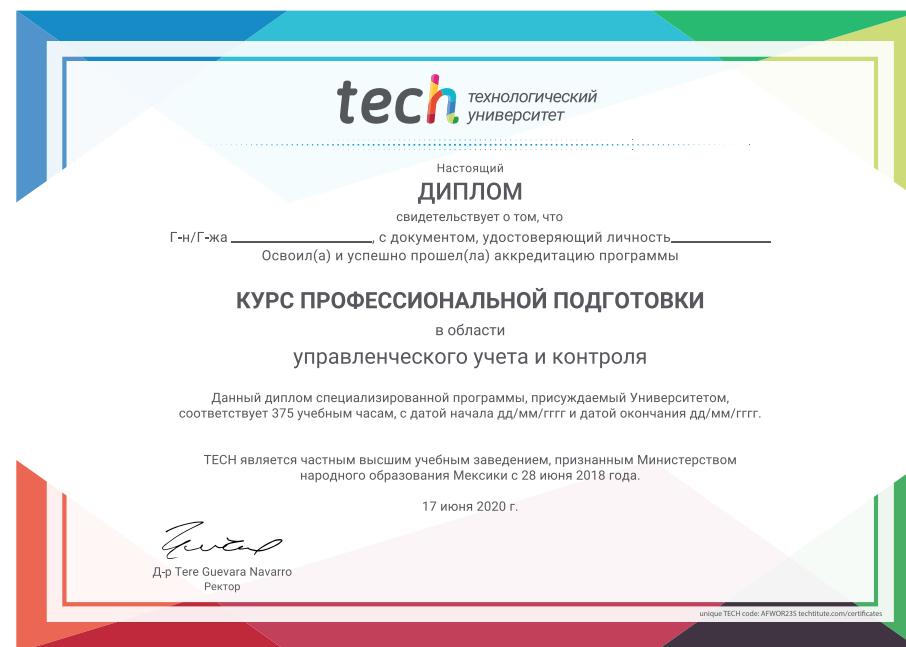 tech технологический
университет
Настоящий
ДИПЛОМ
свидетельствует о том, что
Г-н/Г-жа ____________________, с документом, удостоверяющий личность______________
Освоил(а) и успешно прошел(ла) аккредитацию программы
КУРС ПРОФЕССИОНАЛЬНОЙ ПОДГОТОВКИ
в области
управленческого учета и контроля
Данный диплом специализированной программы, присуждаемый Университетом,
соответствует 375 учебным часам, с датой начала дд/мм/гггг и датой окончания дд/мм/гггг.
TECH является частным высшим учебным заведением, признанным Министерством
народного образования Мексики с 28 июня 2018 года.
17 июня 2020 г.
Д-р Tere Guevara Navarro
Ректор
unique TECH code: AFWOR23S techtitute.com/certificates